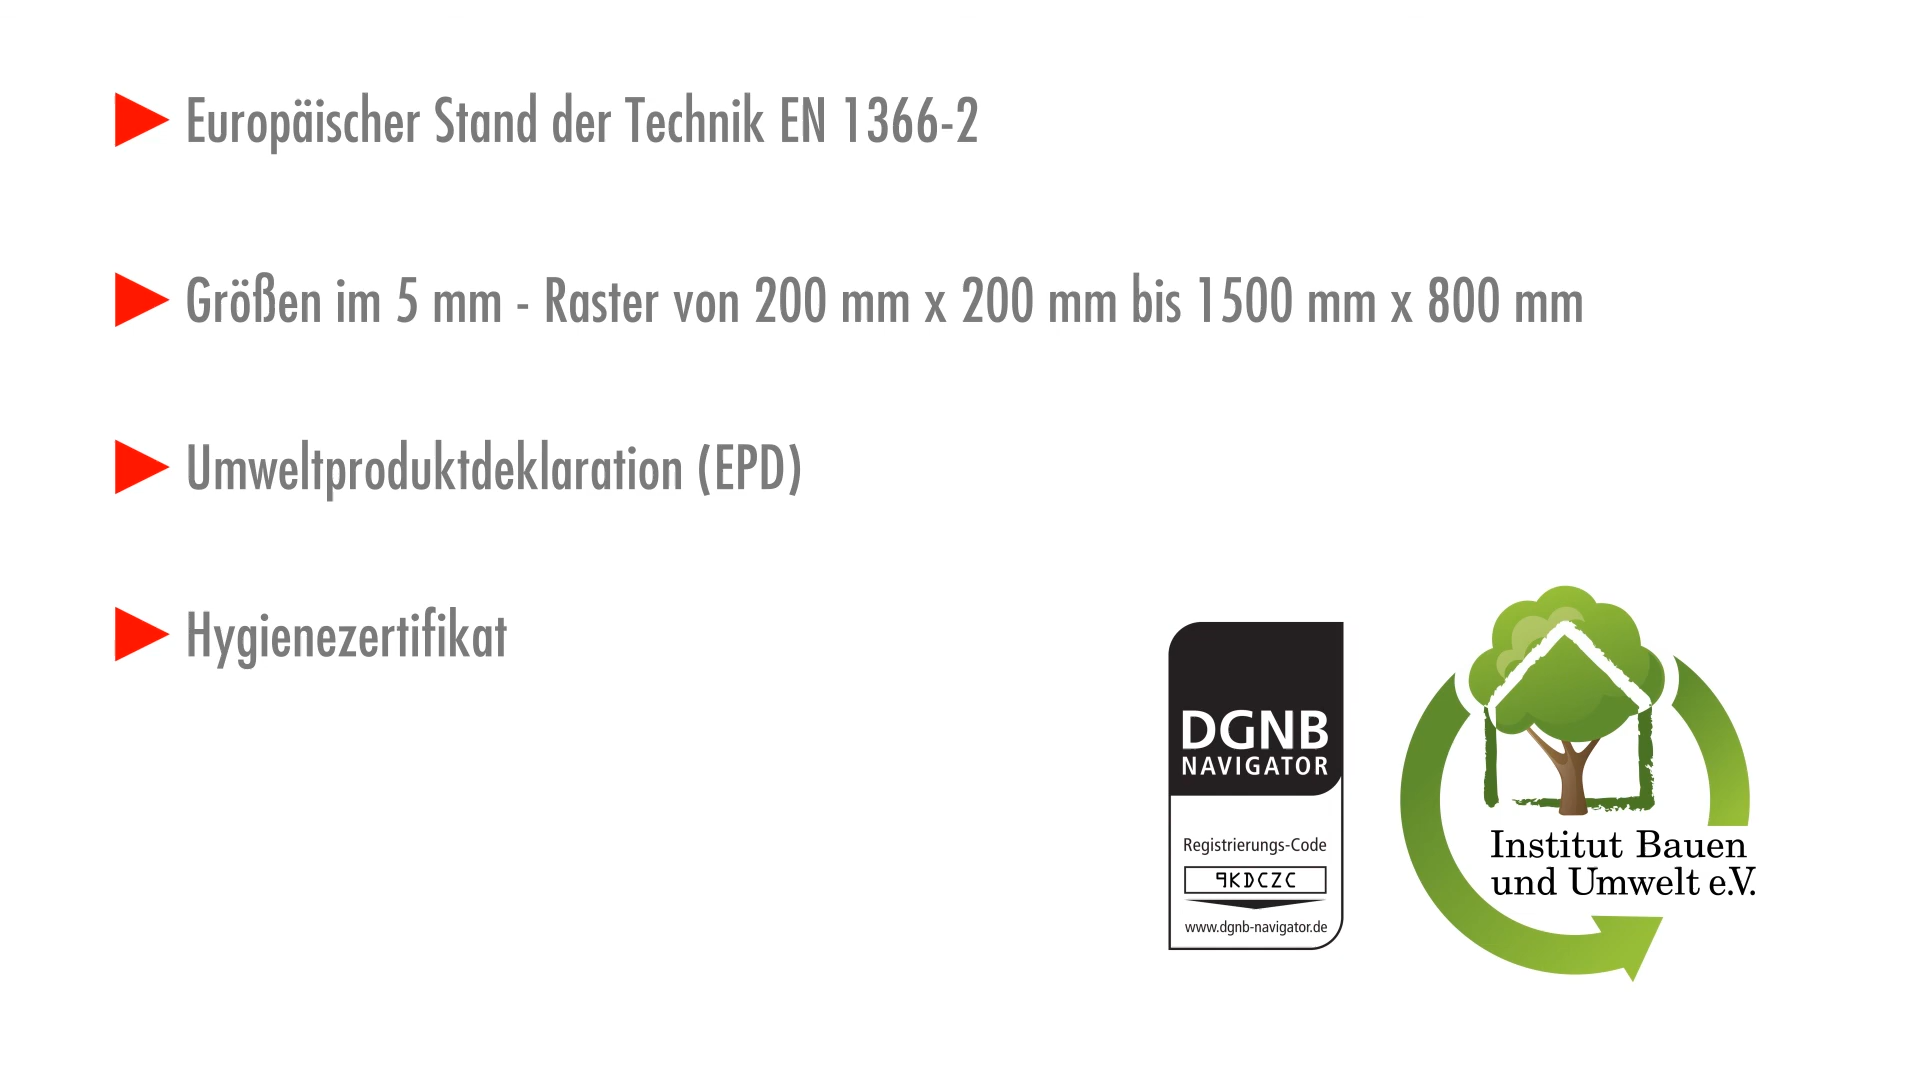 Europäischer Stand der Technik EN 1366-2
Größen im 5 mm - Raster von 200 mm x 200 mm bis 1500 mm x 800 mm
Umweltproduktdeklaration (EPD)
Hygienezertifikat
DGNB
NAVIGATOR
Registrierungs-Code
9KDCZC
www.dgnb-navigator.de
Institut Bauen
und Umwelt e.V.